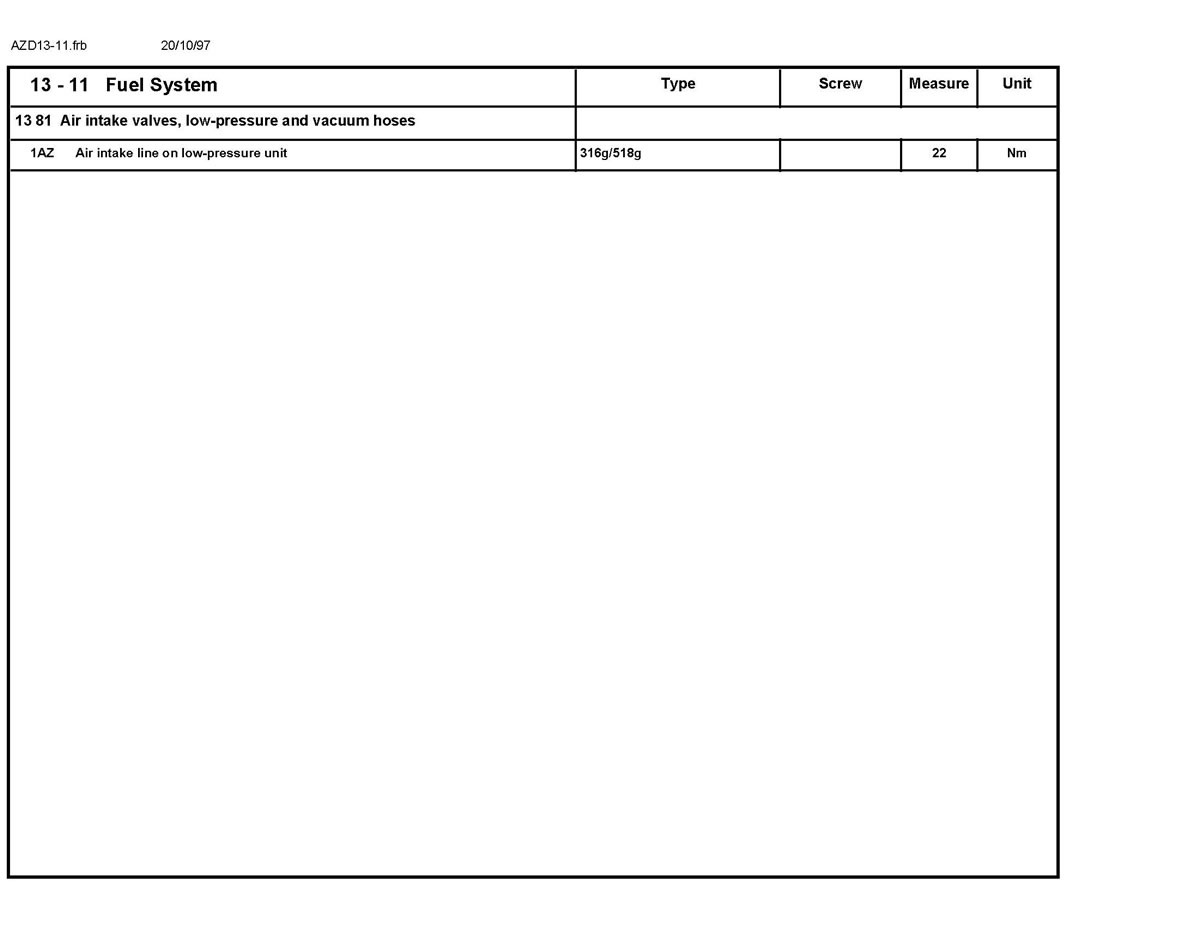 AZD13-11.frb 20/10/97
13 - 11 Fuel System Type Screw Measure Unit
13 81 Air intake valves, low-pressure and vacuum hoses
1AZ Air intake line on low-pressure unit 316g/518g 22 Nm